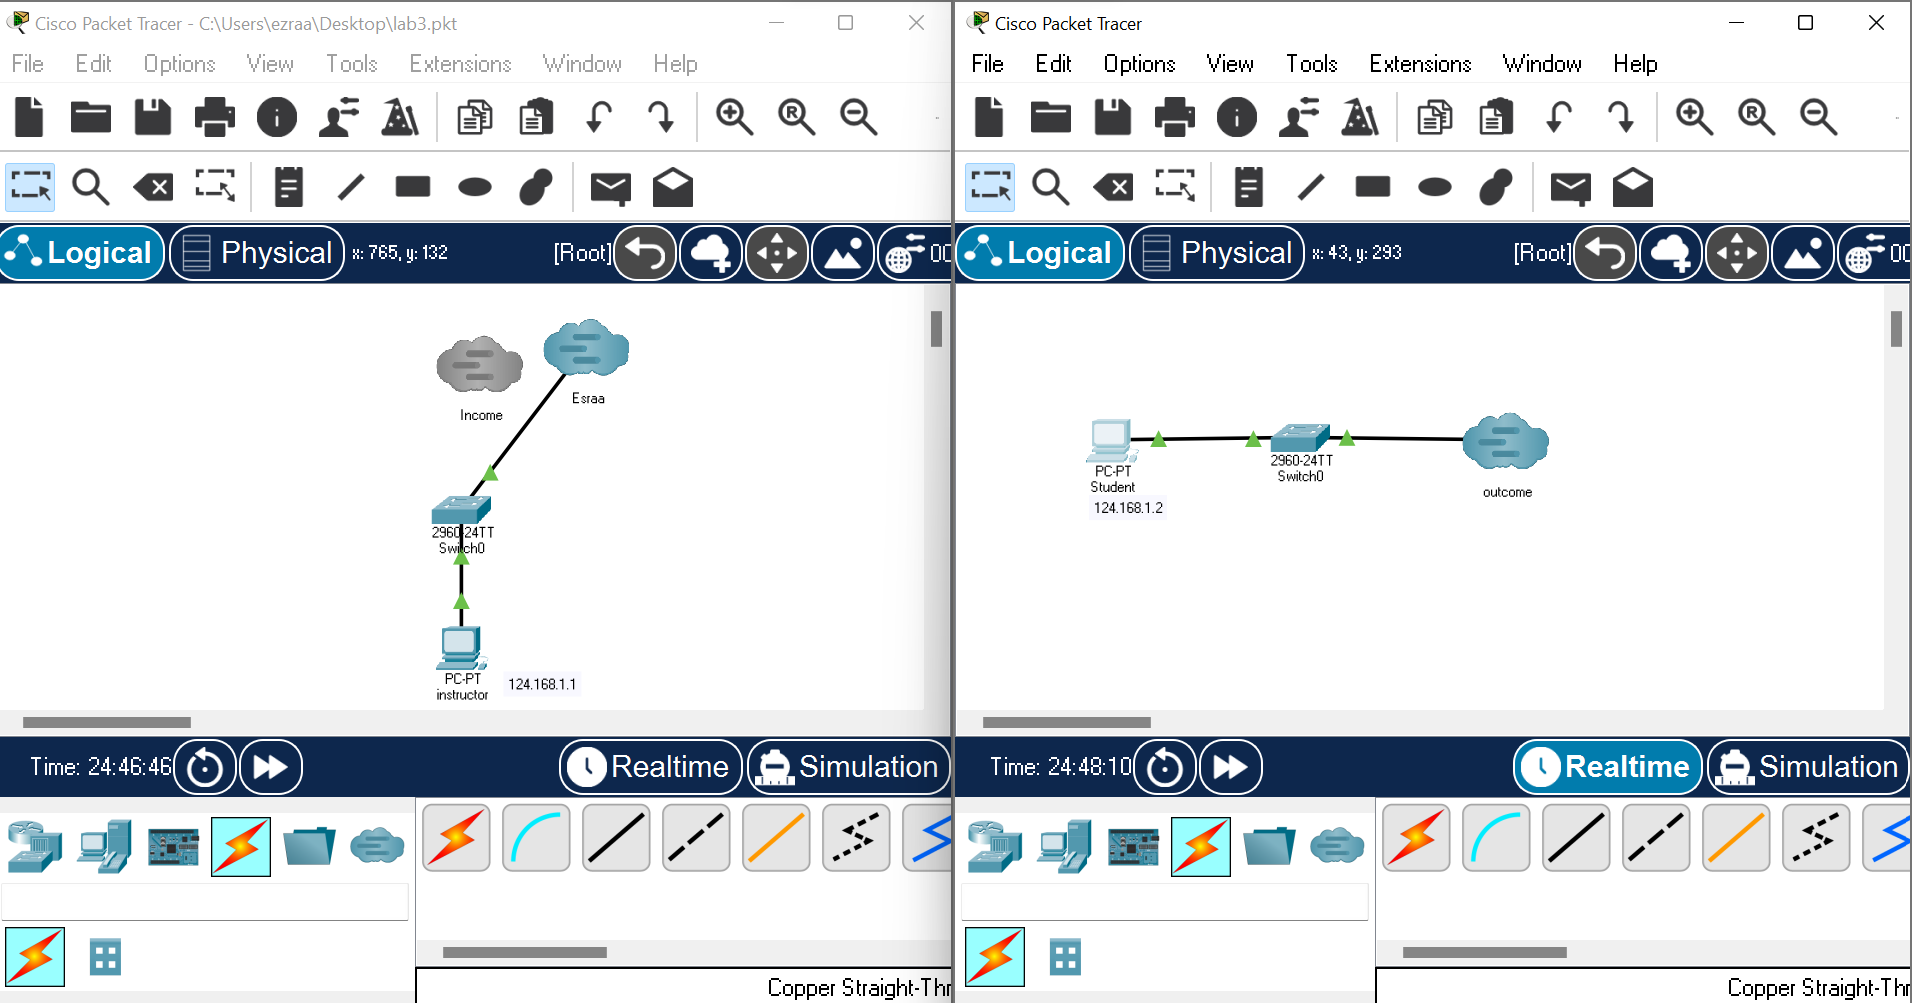 Cisco Packet Tracer - C:\Users\ezraa\Desktop\lab3.pkt
File Edit Options View Tools Extensions Window Help
R
Logical Physical x: 765, y: 132 [Root] 00
Income
Esraa
2960-24TT
Switch0
PC-PT
instructor
124.168.1.1
Time: 24:46:46 Realtime Simulation
Copper Straight-Thr
Cisco Packet Tracer
File Edit Options View Tools Extensions Window Help
R
Logical Physical x: 43, y: 293 [Root] 00
PC-PT
Student
124.168.1.2
2960-24TT
Switch0
outcome
Time: 24:48:10 Realtime Simulation
Copper Straight-Thr